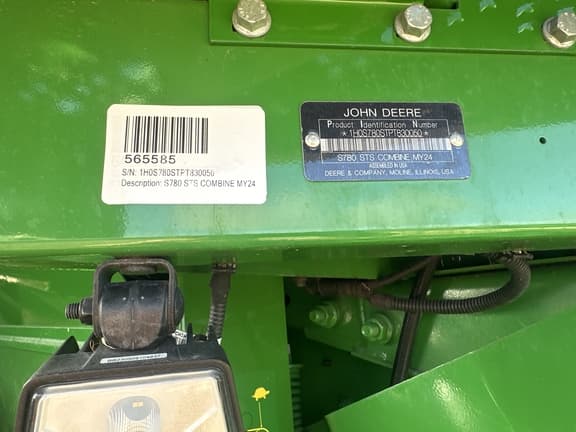 565585
S/N: 1H0S780STPT830050
Description: S780 STS COMBINE MY24
JOHN DEERE
Product Identification Number
*1H0S780STPT830050*
S780 STS COMBINE MY24
ASSEMBLED IN USA
DEERE & COMPANY, MOLINE, ILLINOIS, USA